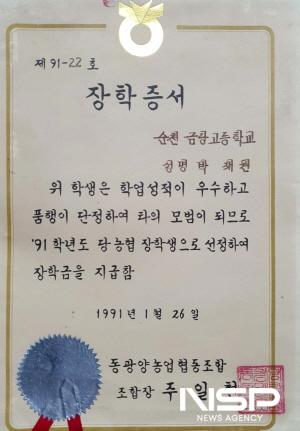 제 91-22 호
장학증서
순천 금당고등학교
성명 박 채원
위 학생은 학업성적이 우수하고
품행이 단정하여 타의 모범이 되므로
'91 학년도 당농협 장학생으로 선정하여
장학금을 지급함
1991년 1월 26일
동광양농업협동조합
조합장 주일
NSP
NEWS AGENCY